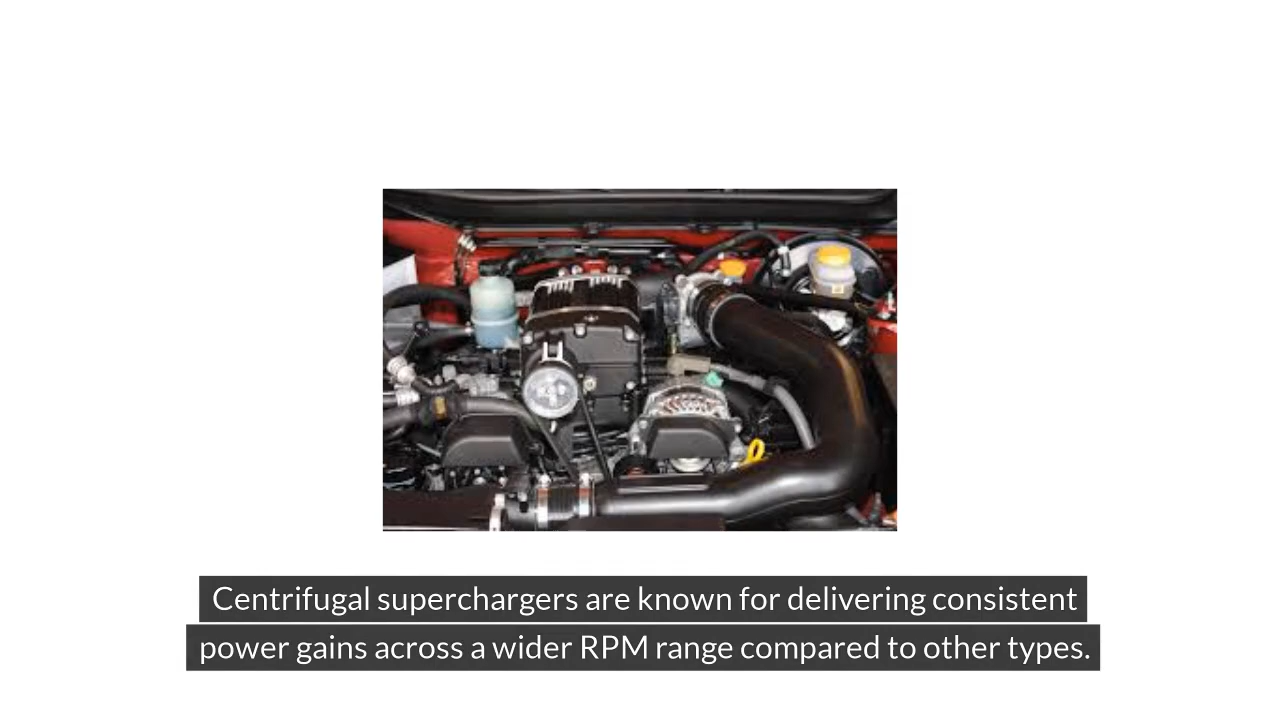 Centrifugal superchargers are known for delivering consistent
power gains across a wider RPM range compared to other types.